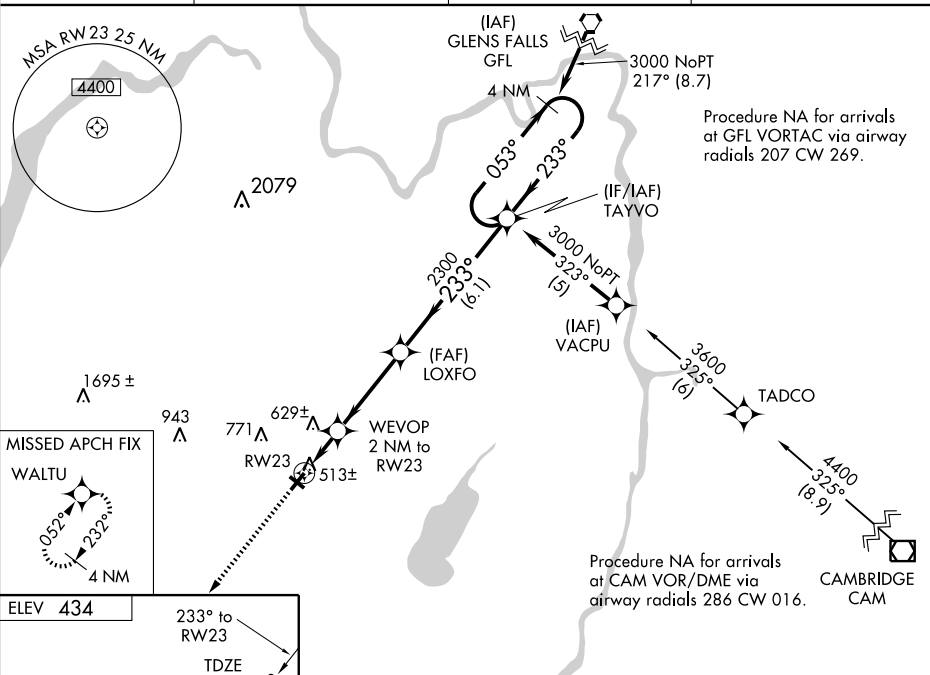 MSA RW23 25 NM
4400
(IAF)
GLENS FALLS
GFL
3000 NoPT
217° (8.7)
4 NM
Procedure NA for arrivals
at GFL VORTAC via airway
radials 207 CW 269.
053°
233°
2079
(IF/IAF)
TAYVO
3000 NoPT
323°
(5)
2300
233°
(6.1)
(IAF)
VACPU
(FAF)
LOXFO
3600
325°
(6)
TADCO
1695 ±
943
771
629±
WEVOP
2 NM to
RW23
RW23
513±
4400
325°
(8.9)
MISSED APCH FIX
WALTU
052°
232°
4 NM
Procedure NA for arrivals
at CAM VOR/DME via
airway radials 286 CW 016.
CAMBRIDGE
CAM
ELEV 434
233° to
RW23
TDZE